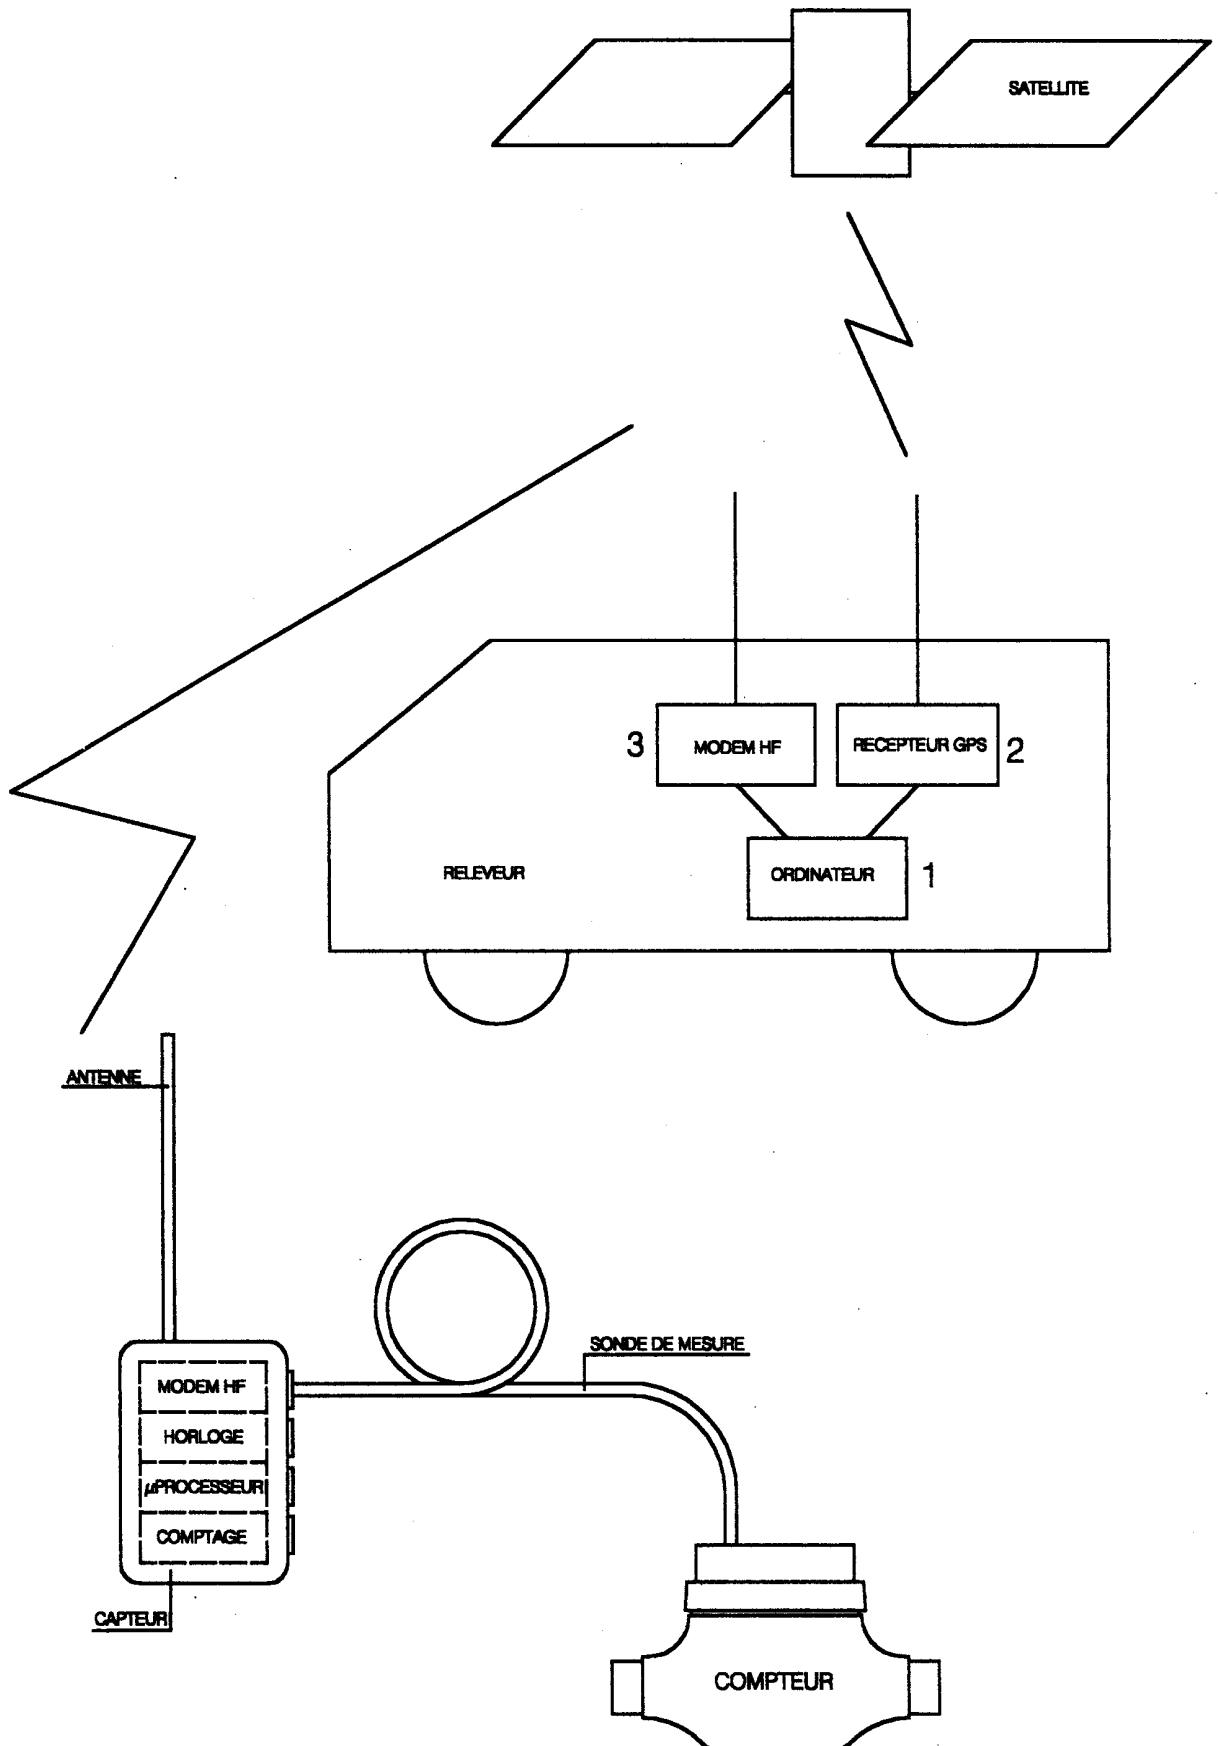 SATELLITE
3
MODEM HF
RECEPTEUR GPS
2
RELEVEUR
ORDINATEUR
1
ANTENNE
SONDE DE MESURE
MODEM HF
HORLOGE
µPROCESSEUR
COMPTAGE
CAPTEUR
COMPTEUR